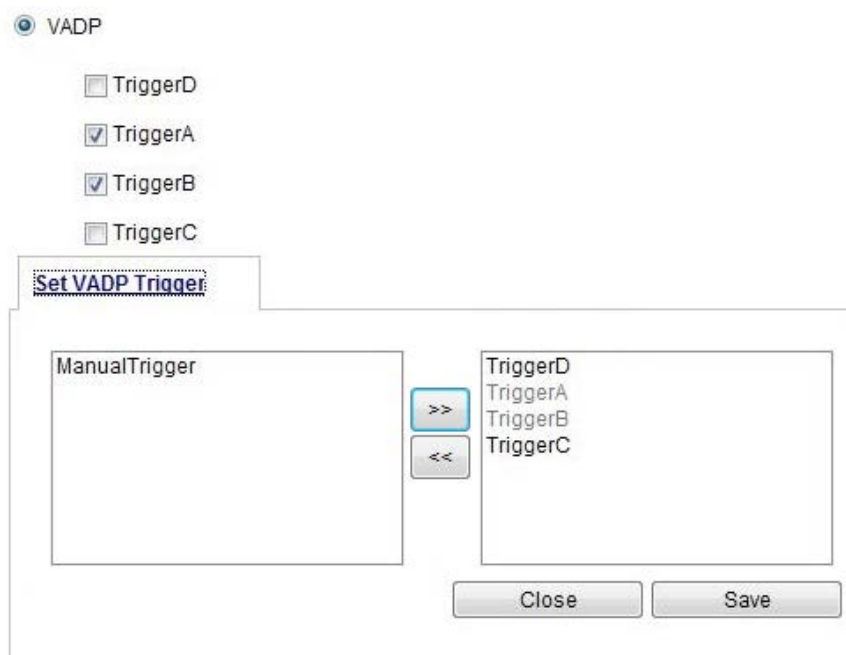 VADP
TriggerD
TriggerA
TriggerB
TriggerC
Set VADP Trigger
ManualTrigger
>>
<<
TriggerD
TriggerA
TriggerB
TriggerC
Close
Save